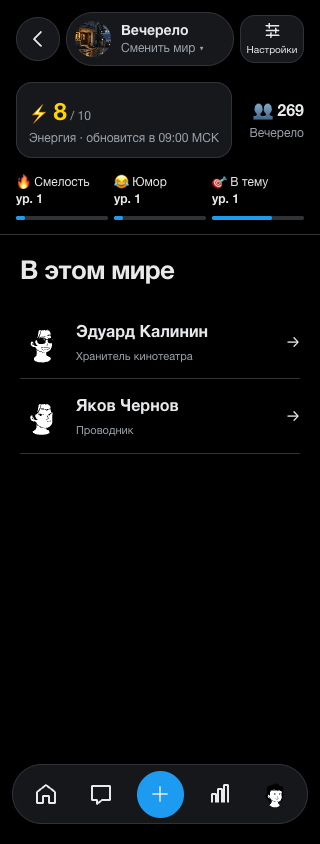 Вечерело
Сменить мир ▾
Настройки
⚡ 8 / 10
Энергия · обновится в 09:00 МСК
👥 269
Вечерело
🔥 Смелость
ур. 1
😂 Юмор
ур. 1
🎯 В тему
ур. 1
В этом мире
Эдуард Калинин
Хранитель кинотеатра
→
Яков Чернов
Проводник
→